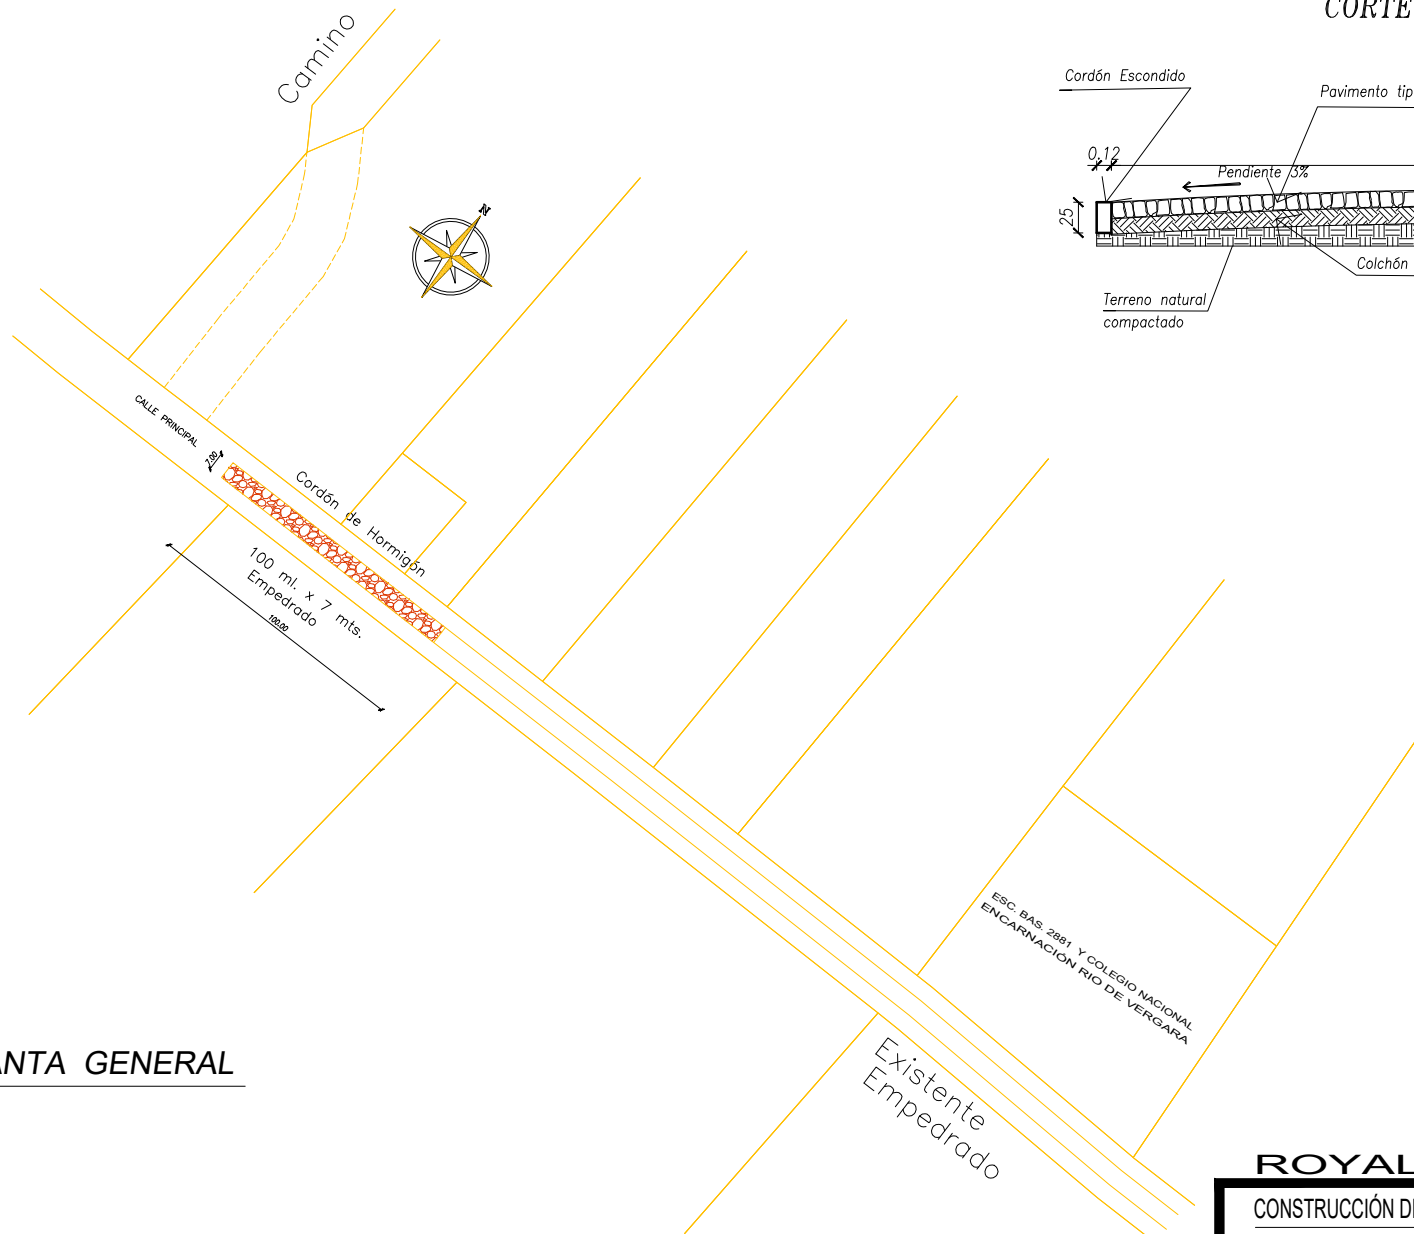 CORTE
Camino
Cordón Escondido
Pavimento tip
0.12
Pendiente 3%
25
Colchón
Terreno natural
compactado
N
CALLE PRINCIPAL
7.00
Cordón de Hormigón
100 ml. x 7 mts.
Empedrado
100.00
ESC. BAS. 2881 Y COLEGIO NACIONAL
ENCARNACIÓN RIO DE VERGARA
Existente
Empedrado
ANTA GENERAL
ROYAL
CONSTRUCCIÓN D